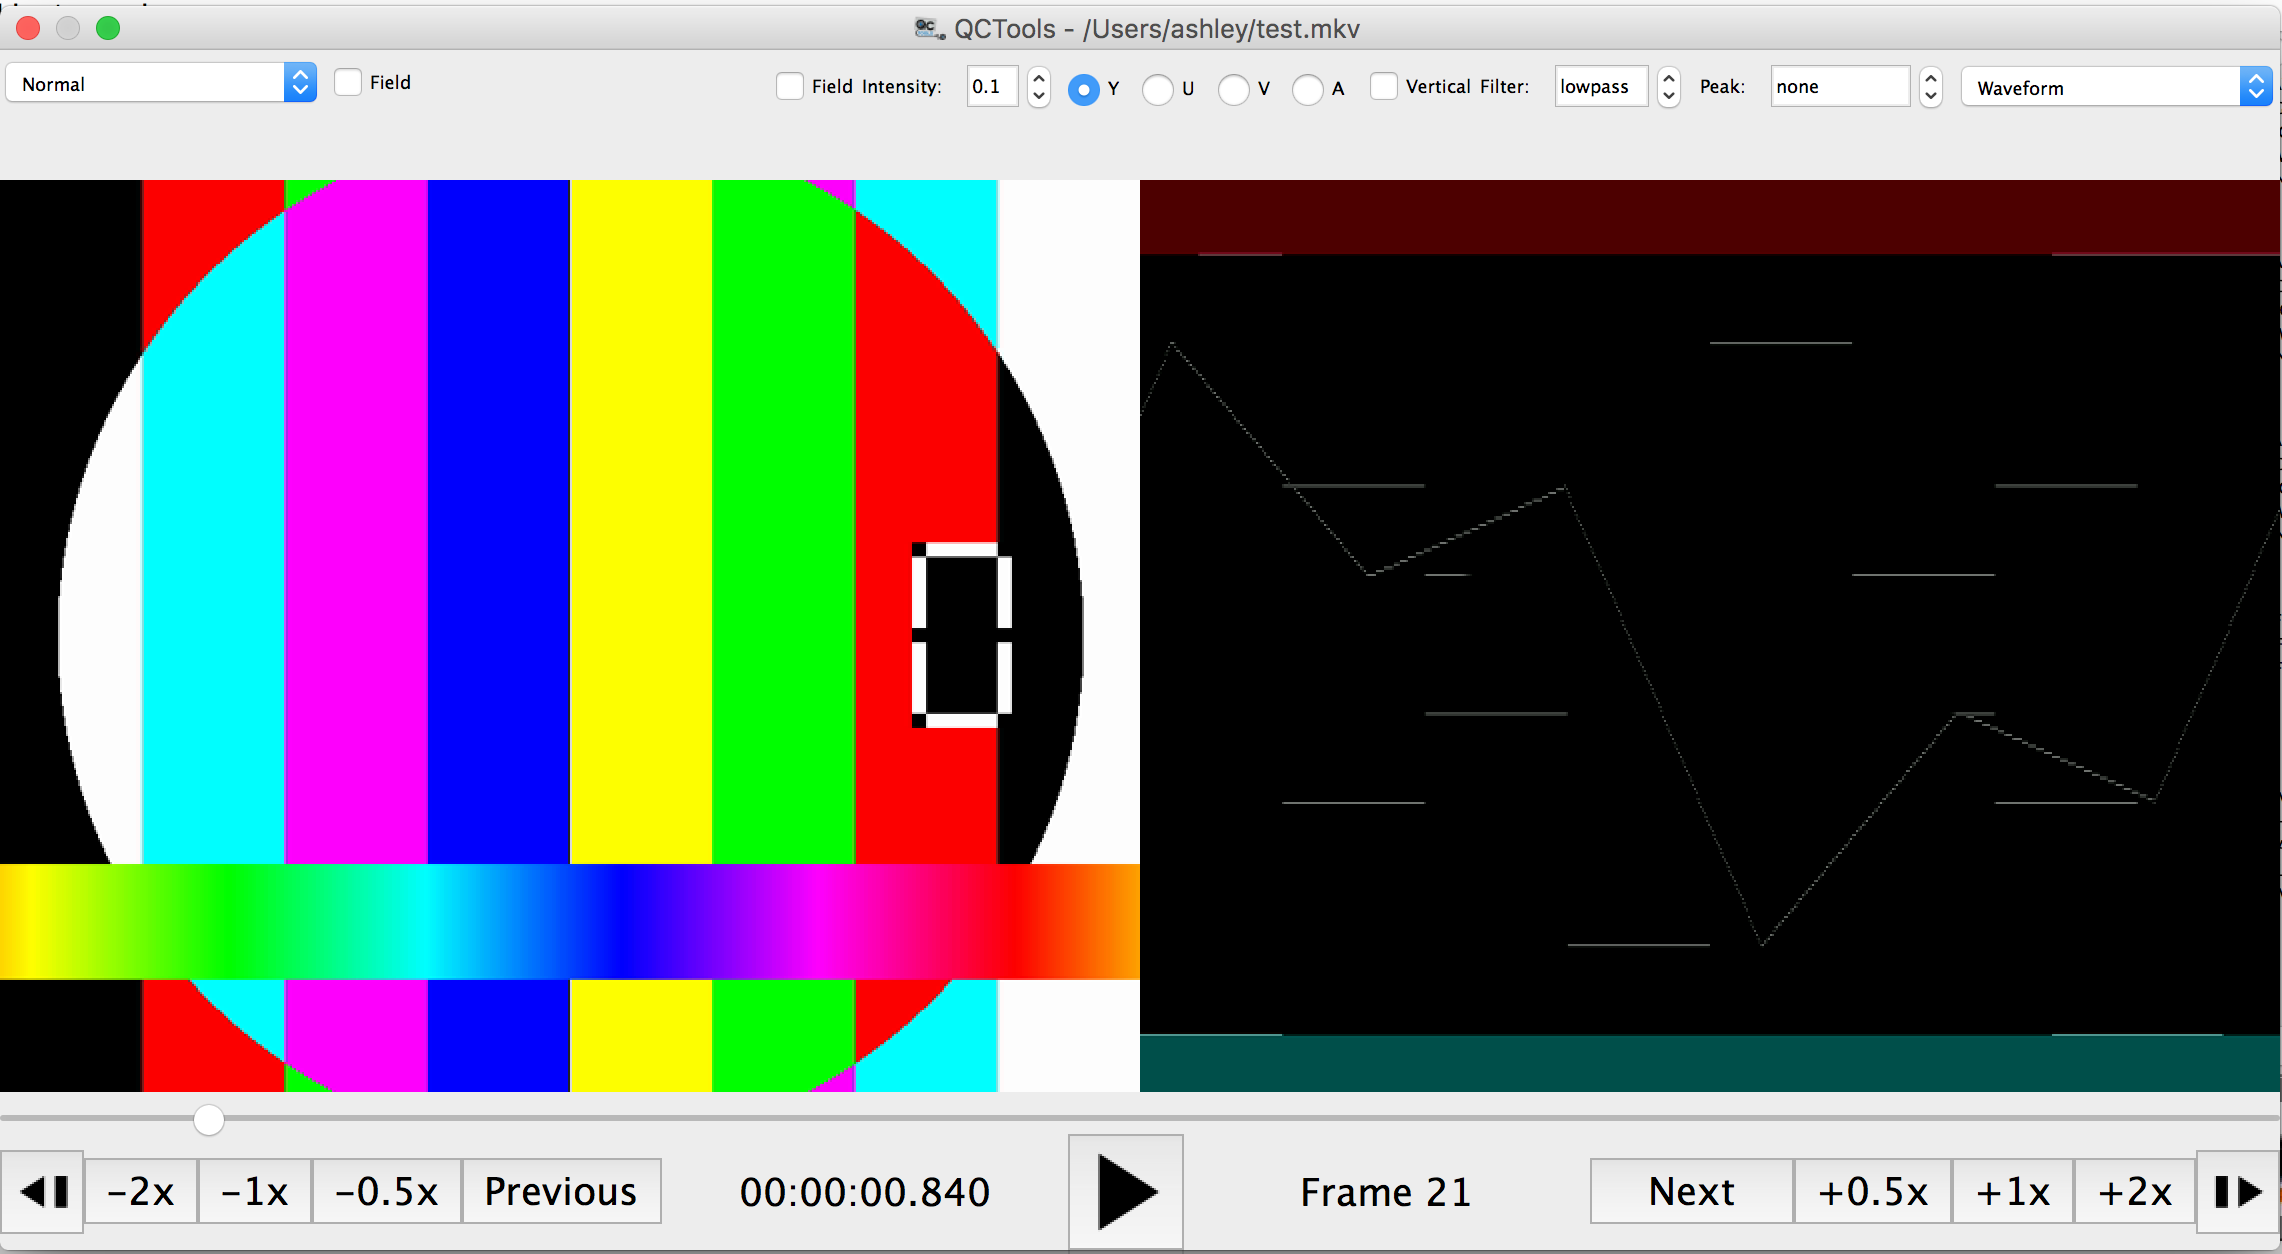 QCTools - /Users/ashley/test.mkv
Normal Field Field Intensity: 0.1 Y U V A Vertical Filter: lowpass Peak: none Waveform
0
-2x -1x -0.5x Previous 00:00:00.840 Frame 21 Next +0.5x +1x +2x